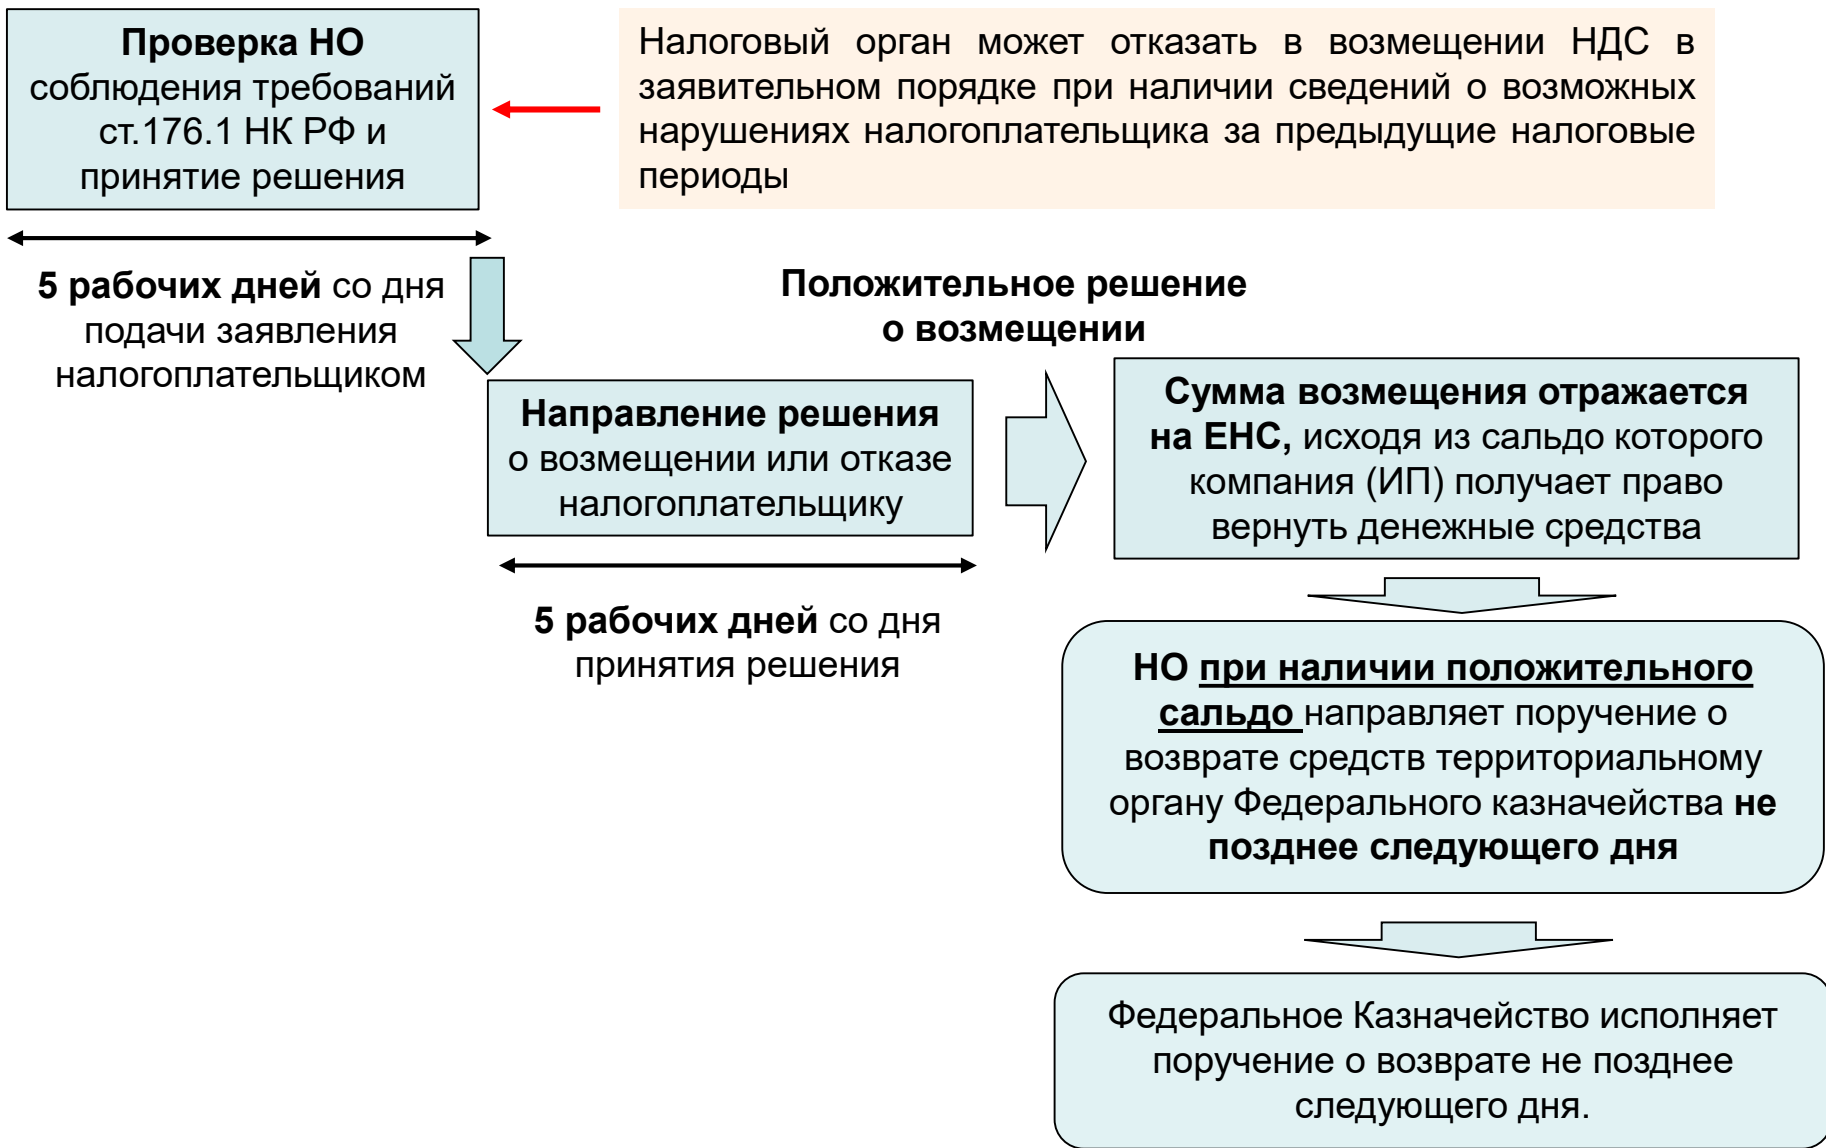 Проверка НО
соблюдения требований
ст.176.1 НК РФ и
принятие решения
Налоговый орган может отказать в возмещении НДС в
заявительном порядке при наличии сведений о возможных
нарушениях налогоплательщика за предыдущие налоговые
периоды
5 рабочих дней со дня
подачи заявления
налогоплательщиком
Положительное решение
о возмещении
Направление решения
о возмещении или отказе
налогоплательщику
5 рабочих дней со дня
принятия решения
Сумма возмещения отражается
на ЕНС, исходя из сальдо которого
компания (ИП) получает право
вернуть денежные средства
НО при наличии положительного
сальдо направляет поручение о
возврате средств территориальному
органу Федерального казначейства не
позднее следующего дня
Федеральное Казначейство исполняет
поручение о возврате не позднее
следующего дня.